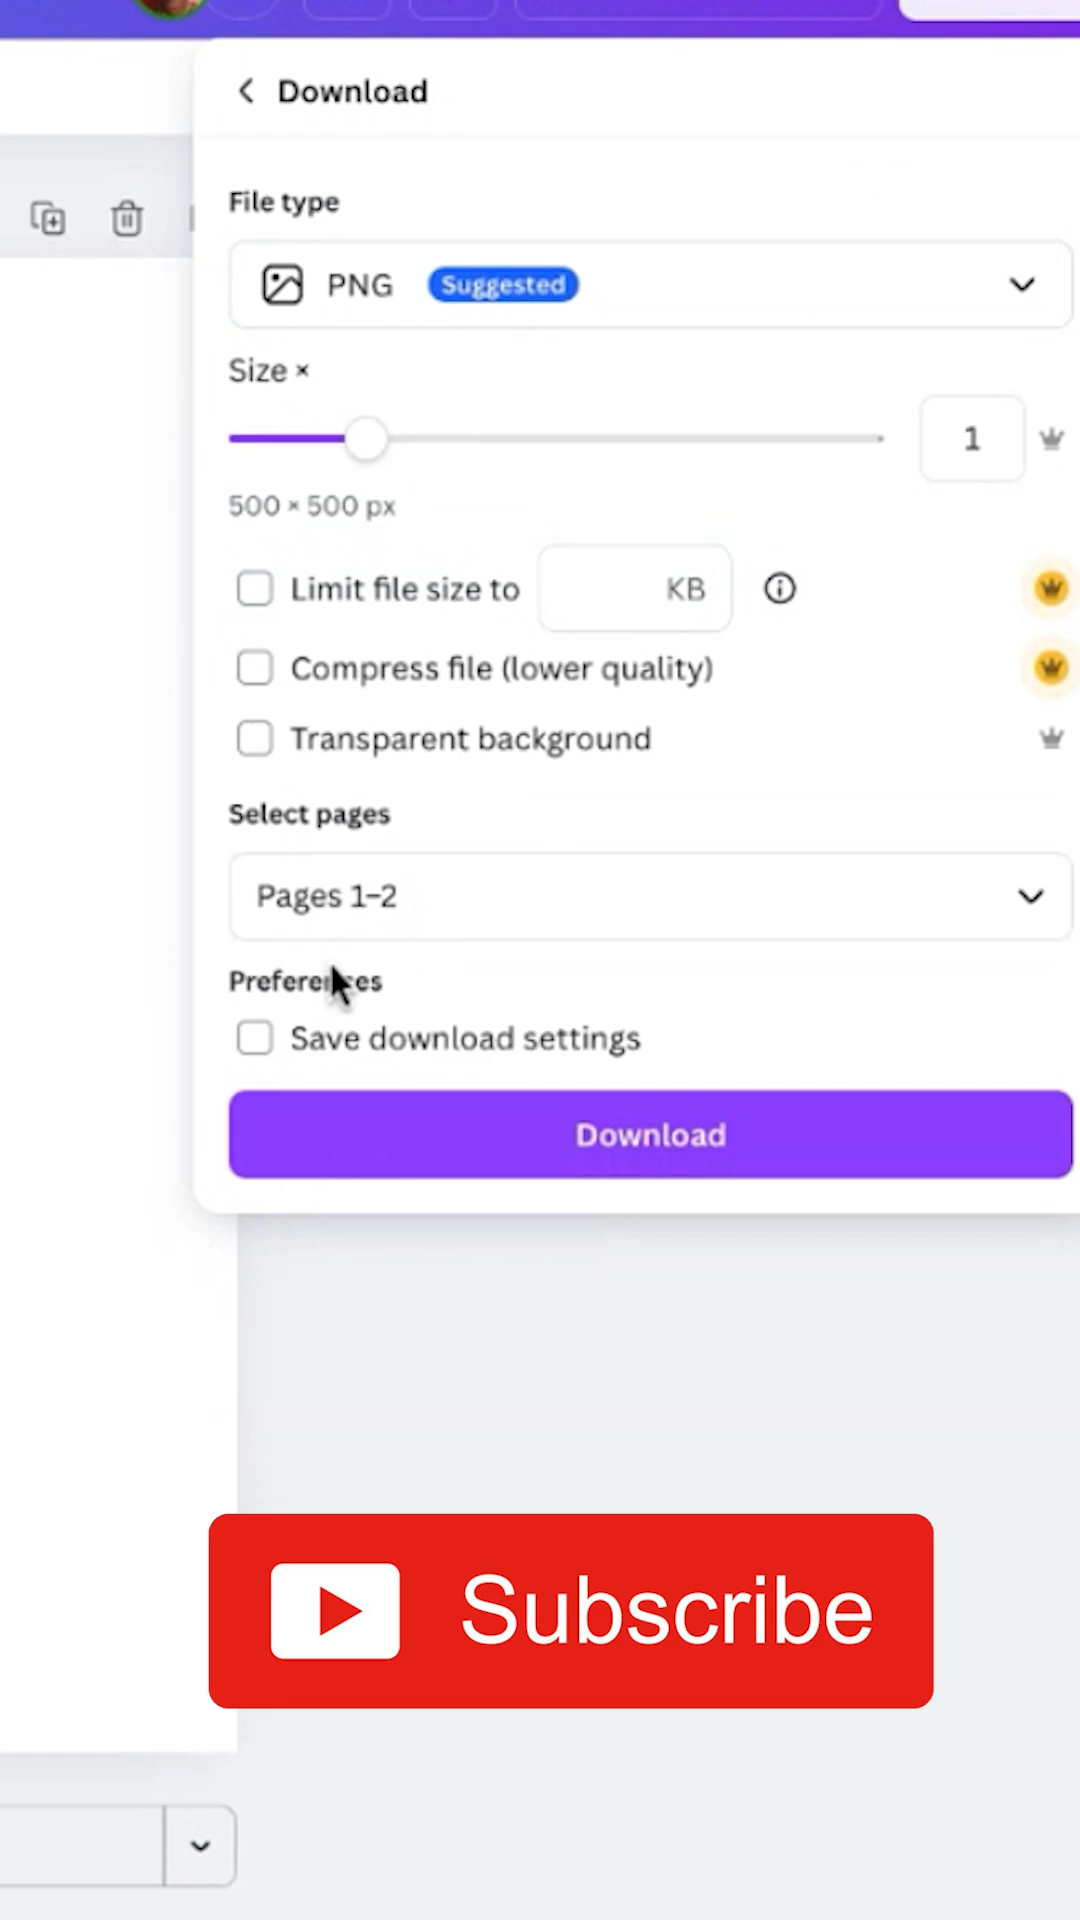 Download
File type
PNG Suggested
Size ×
1
500 × 500 px
Limit file size to KB
Compress file (lower quality)
Transparent background
Select pages
Pages 1–2
Preferences
Save download settings
Download
Subscribe